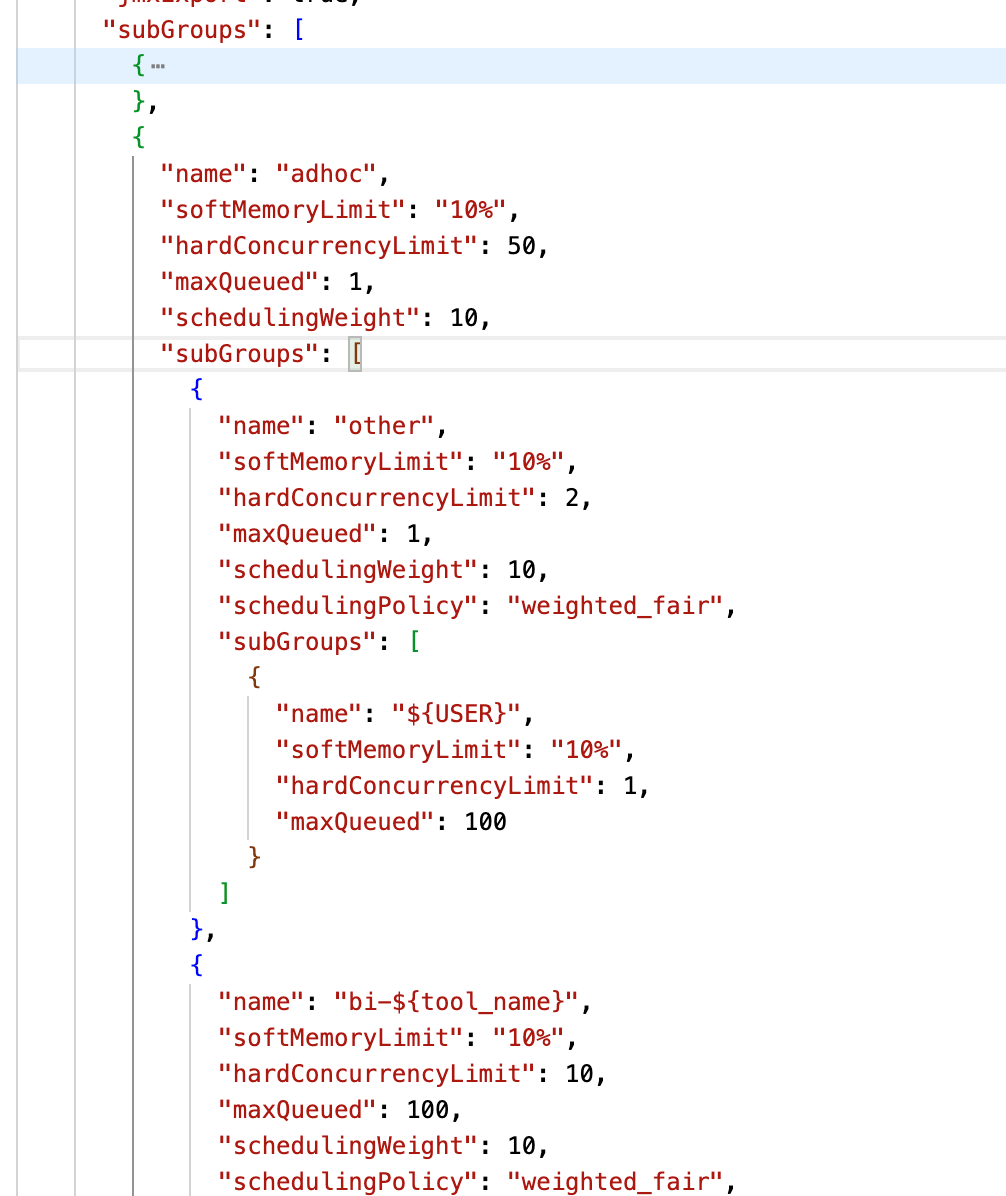 "jmxExport": true,
"subGroups": [
{…
},
{
"name": "adhoc",
"softMemoryLimit": "10%",
"hardConcurrencyLimit": 50,
"maxQueued": 1,
"schedulingWeight": 10,
"subGroups": [
{
"name": "other",
"softMemoryLimit": "10%",
"hardConcurrencyLimit": 2,
"maxQueued": 1,
"schedulingWeight": 10,
"schedulingPolicy": "weighted_fair",
"subGroups": [
{
"name": "${USER}",
"softMemoryLimit": "10%",
"hardConcurrencyLimit": 1,
"maxQueued": 100
}
]
},
{
"name": "bi-${tool_name}",
"softMemoryLimit": "10%",
"hardConcurrencyLimit": 10,
"maxQueued": 100,
"schedulingWeight": 10,
"schedulingPolicy": "weighted_fair",